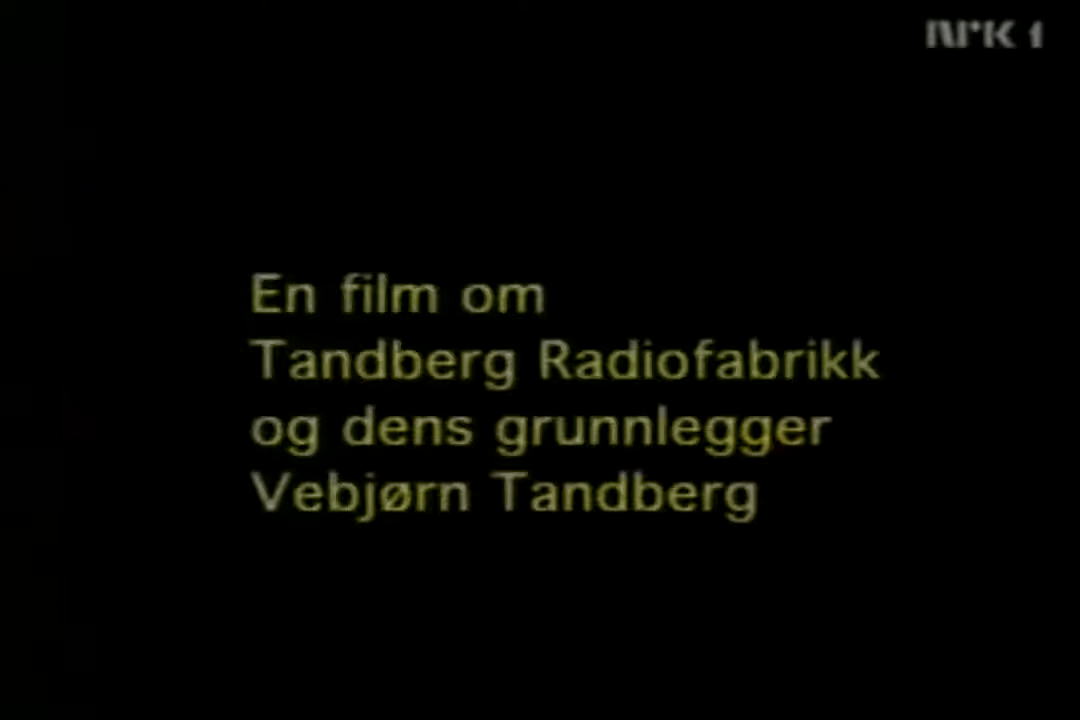 NRK 1
En film om
Tandberg Radiofabrikk
og dens grunnlegger
Vebjørn Tandberg